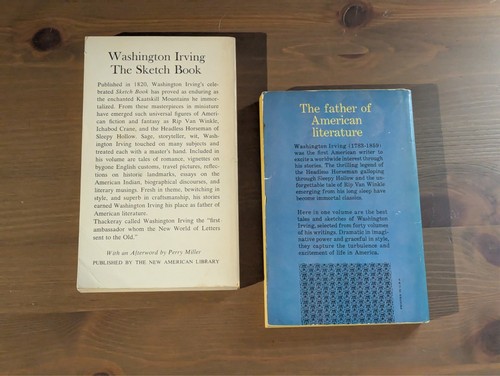 Washington Irving
The Sketch Book
Published in 1820, Washington Irving's cele-
brated Sketch Book has proved as enduring as
the enchanted Kaatskill Mountains he immor-
talized. From these masterpieces in miniature
have emerged such universal figures of Ameri-
can fiction and fantasy as Rip Van Winkle,
Ichabod Crane, and the Headless Horseman of
Sleepy Hollow. Sage, storyteller, wit, Wash-
ington Irving touched on many subjects and
treated each with a master's hand. Included in
his volume are tales of romance, vignettes on
bygone English customs, travel pictures, reflec-
tions on historic landmarks, essays on the
American Indian, biographical discourses, and
literary musings. Fresh in theme, bewitching in
style, and superb in craftsmanship, his stories
earned Washington Irving his place as father of
American literature.
Thackeray called Washington Irving the "first
ambassador whom the New World of Letters
sent to the Old."
With an Afterword by Perry Miller
PUBLISHED BY THE NEW AMERICAN LIBRARY
The father of
American
literature
Washington Irving (1783-1859)
was the first American writer to
excite a worldwide interest through
his stories. The thrilling legend of
the Headless Horseman galloping
through Sleepy Hollow and the un-
forgettable tale of Rip Van Winkle
emerging from his long sleep have
become immortal classics.
Here in one volume are the best
tales and sketches of Washington
Irving, selected from forty volumes
of his writings. Dramatic in imagi-
native power and graceful in style,
they capture the turbulence and
excitement of life in America.
PRINTED IN U.S.A.